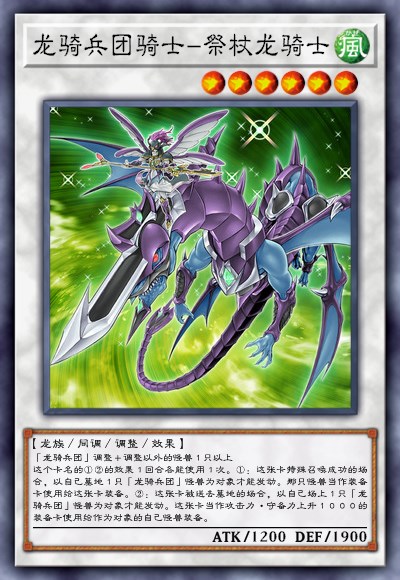 龙骑兵团骑士-祭杖龙骑士
風
【龙族／同调／调整／效果】
「龙骑兵团」调整＋调整以外的怪兽1只以上
这个卡名的①②的效果1回合各能使用1次。①：这张卡特殊召唤成功的场
合，以自己墓地1只「龙骑兵团」怪兽为对象才能发动。那只怪兽当作装备
卡使用给这张卡装备。②：这张卡被送去墓地的场合，以自己场上1只「龙
骑兵团」怪兽为对象才能发动。这张卡当作攻击力·守备力上升1000的
装备卡使用给作为对象的自己怪兽装备。
ATK/1200 DEF/1900